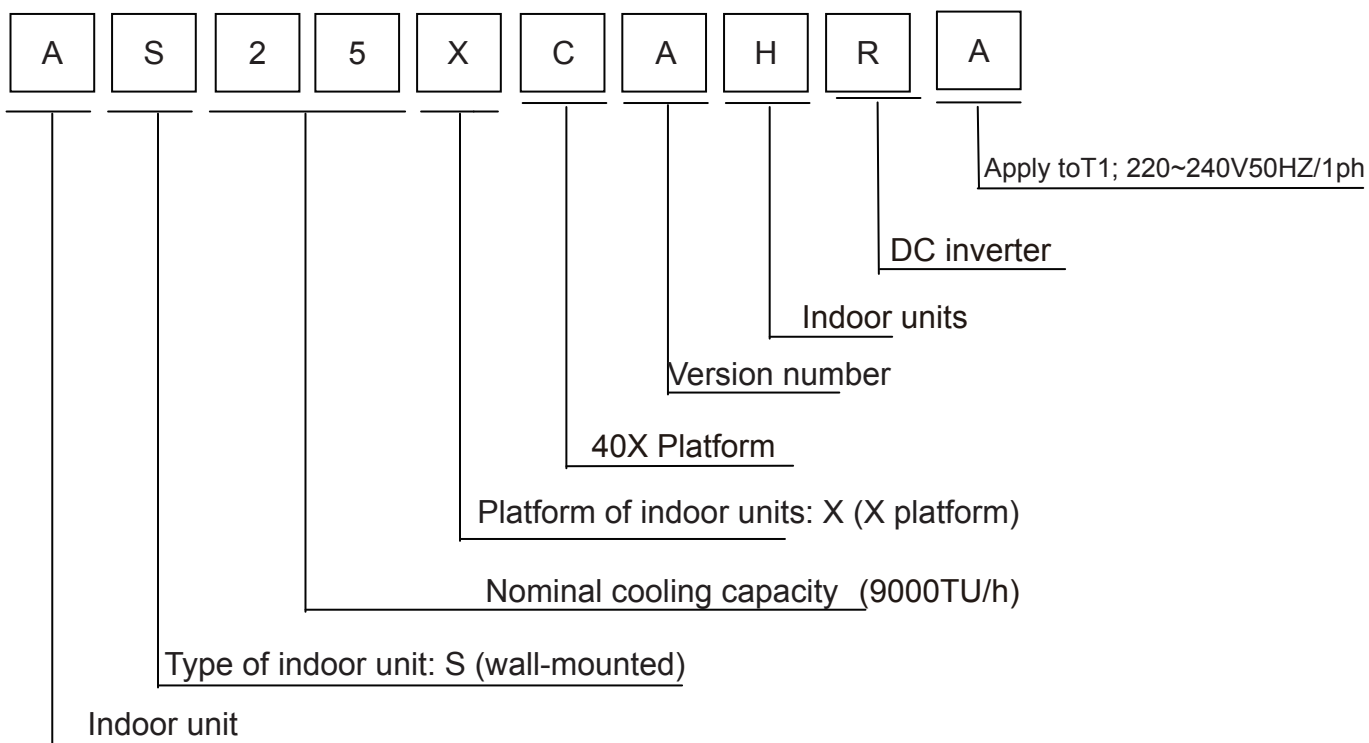 A S 2 5 X C A H R A
Apply toT1; 220~240V50HZ/1ph
DC inverter
Indoor units
Version number
40X Platform
Platform of indoor units: X (X platform)
Nominal cooling capacity (9000TU/h)
Type of indoor unit: S (wall-mounted)
Indoor unit